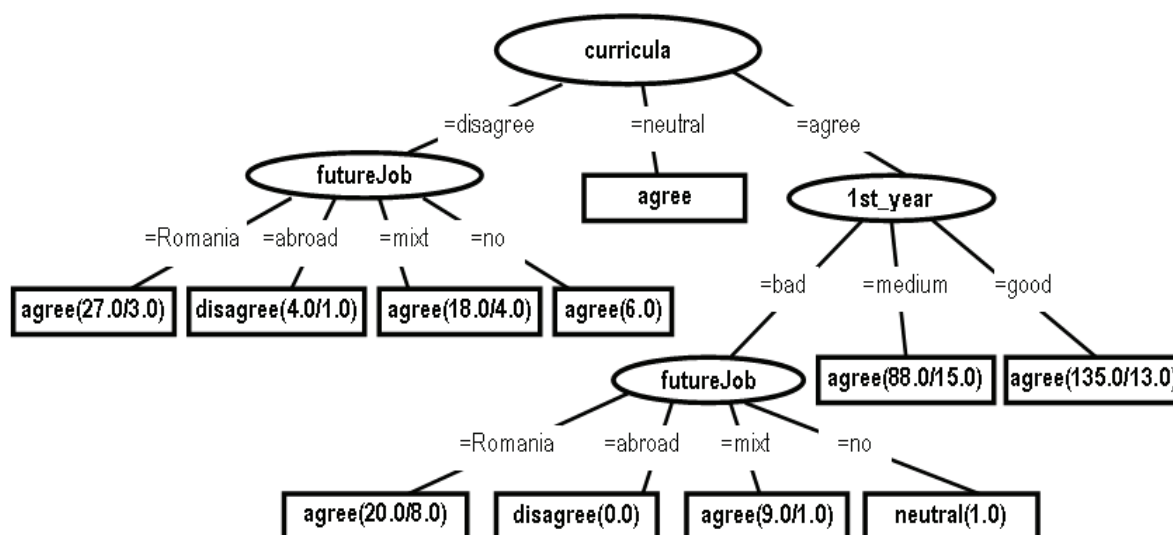 curricula
=disagree =neutral =agree
futureJob agree 1st_year
=Romania =abroad =mixt =no
=bad =medium =good
agree(27.0/3.0) disagree(4.0/1.0) agree(18.0/4.0) agree(6.0)
futureJob agree(88.0/15.0) agree(135.0/13.0)
=Romania =abroad =mixt =no
agree(20.0/8.0) disagree(0.0) agree(9.0/1.0) neutral(1.0)